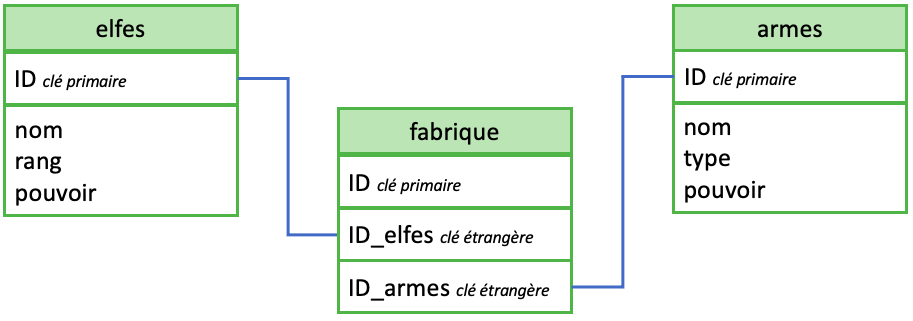 elfes
ID clé primaire
nom
rang
pouvoir
fabrique
ID clé primaire
ID_elfes clé étrangère
ID_armes clé étrangère
armes
ID clé primaire
nom
type
pouvoir